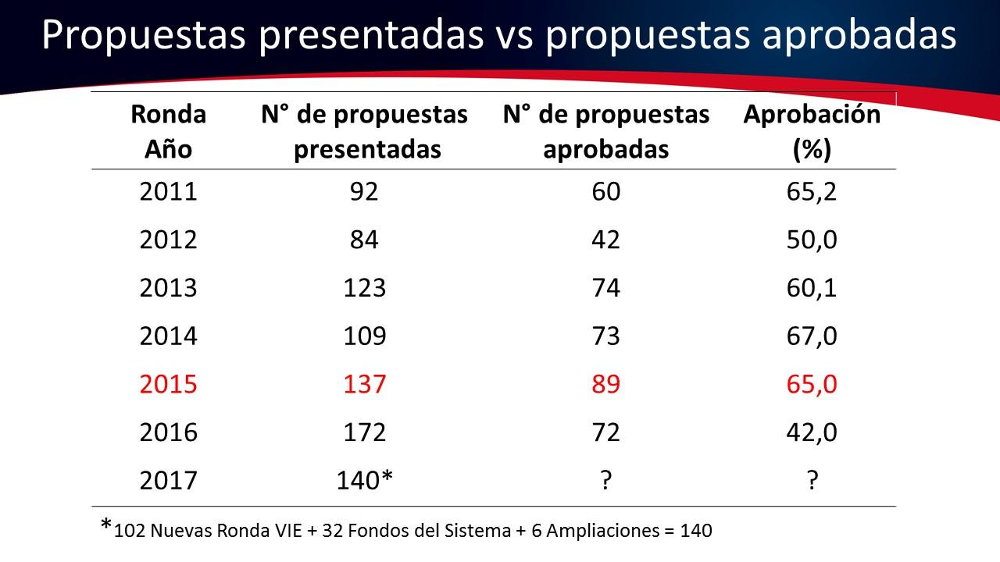 Propuestas presentadas vs propuestas aprobadas
Ronda Año N° de propuestas presentadas N° de propuestas aprobadas Aprobación (%)
2011 92 60 65,2
2012 84 42 50,0
2013 123 74 60,1
2014 109 73 67,0
2015 137 89 65,0
2016 172 72 42,0
2017 140* ? ?
*102 Nuevas Ronda VIE + 32 Fondos del Sistema + 6 Ampliaciones = 140